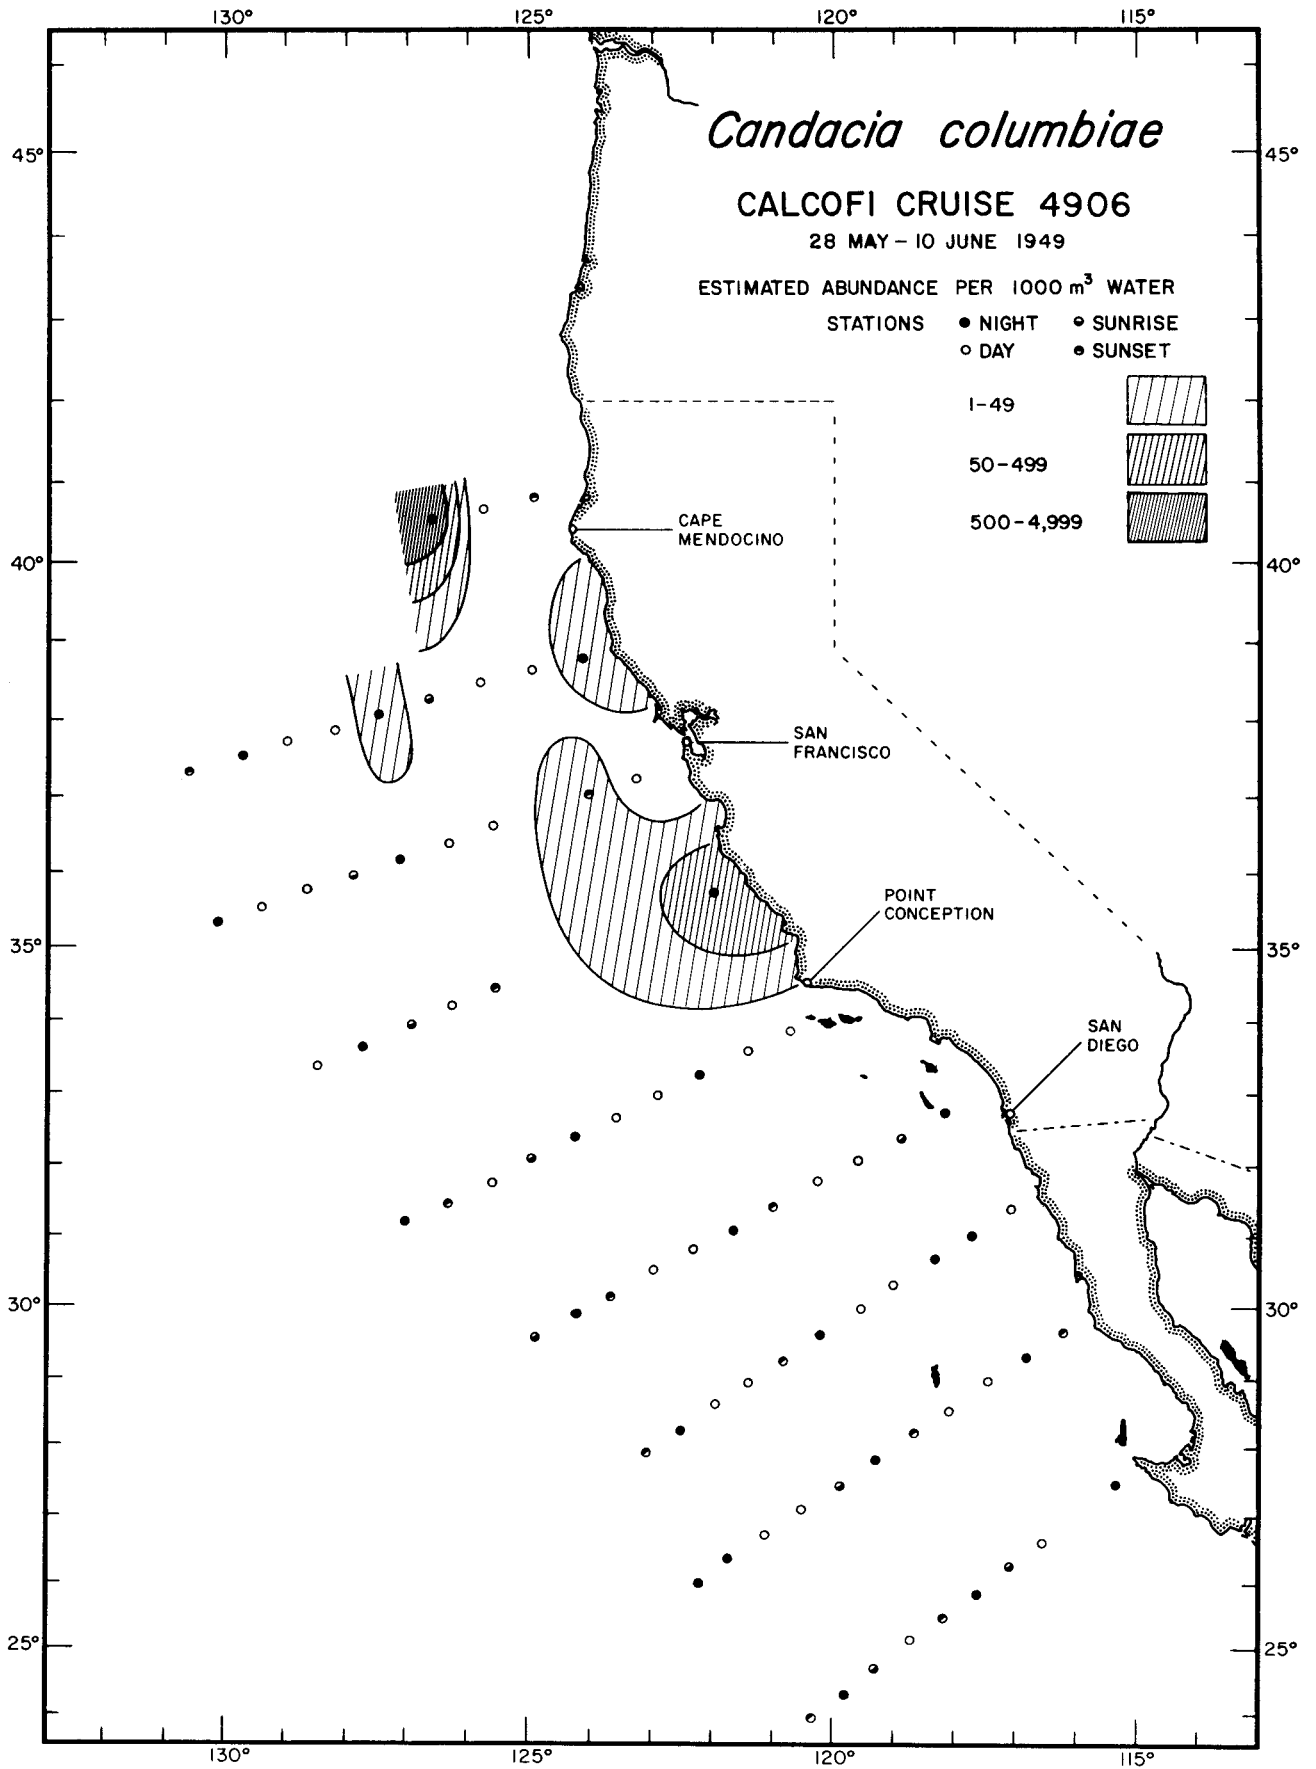 130° 125° 120° 115°
Candacia columbiae
45° 45°
CALCOFI CRUISE 4906
28 MAY – 10 JUNE 1949
ESTIMATED ABUNDANCE PER 1000 m³ WATER
STATIONS ● NIGHT ◒ SUNRISE
○ DAY ◓ SUNSET
1–49
50–499
500–4,999
CAPE
MENDOCINO
40° 40°
SAN
FRANCISCO
POINT
CONCEPTION
35° 35°
SAN
DIEGO
30° 30°
25° 25°
130° 125° 120° 115°